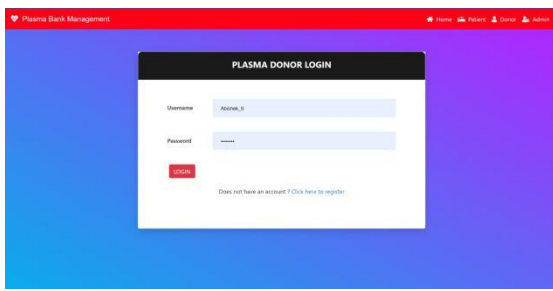 Plasma Bank Management
Home Patient Donor Admin
PLASMA DONOR LOGIN
Username
Password
LOGIN
Does not have an account ? Click here to register